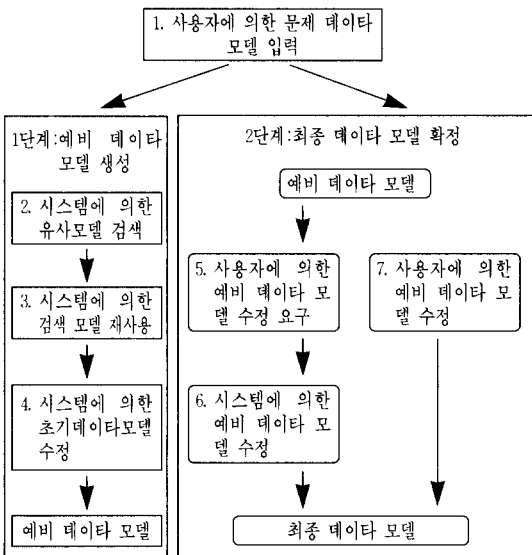 1. 사용자에 의한 문제 데이타
모델 입력
1단계:예비 데이타
모델 생성
2. 시스템에 의한
유사모델 검색
3. 시스템에 의한
검색 모델 재사용
4. 시스템에 의한
초기데이타모델
수정
예비 데이타 모델
2단계:최종 데이타 모델 확정
예비 데이타 모델
5. 사용자에 의한
예비 데이타 모
델 수정 요구
6. 시스템에 의한
예비 데이타 모
델 수정
7. 사용자에 의한
예비 데이타 모
델 수정
최종 데이타 모델